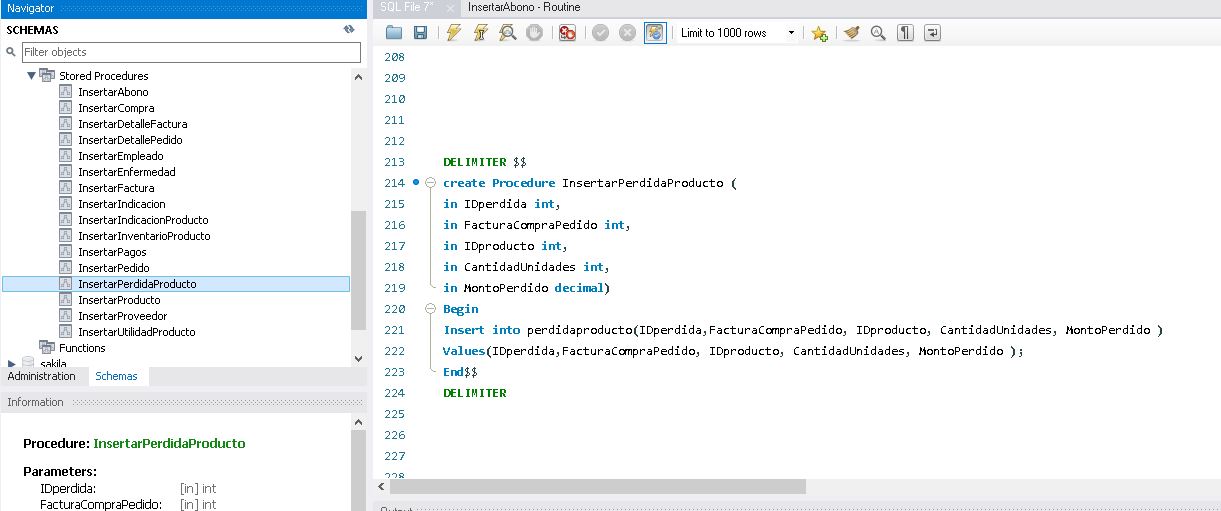 Navigator
SCHEMAS
Filter objects
Stored Procedures
InsertarAbono
InsertarCompra
InsertarDetalleFactura
InsertarDetallePedido
InsertarEmpleado
InsertarEnfermedad
InsertarFactura
InsertarIndicacion
InsertarIndicacionProducto
InsertarInventarioProducto
InsertarPagos
InsertarPedido
InsertarPerdidaProducto
InsertarProducto
InsertarProveedor
InsertarUtilidadProducto
Functions
sakila
Administration Schemas
Information
Procedure: InsertarPerdidaProducto
Parameters:
IDperdida: [in] int
FacturaCompraPedido: [in] int
SQL File 7* InsertarAbono - Routine
Limit to 1000 rows
208
209
210
211
212
213 DELIMITER $$
214 create Procedure InsertarPerdidaProducto (
215 in IDperdida int,
216 in FacturaCompraPedido int,
217 in IDproducto int,
218 in CantidadUnidades int,
219 in MontoPerdido decimal)
220 Begin
221 Insert into perdidaproducto(IDperdida,FacturaCompraPedido, IDproducto, CantidadUnidades, MontoPerdido )
222 Values(IDperdida,FacturaCompraPedido, IDproducto, CantidadUnidades, MontoPerdido );
223 End$$
224 DELIMITER
225
226
227
228
Output